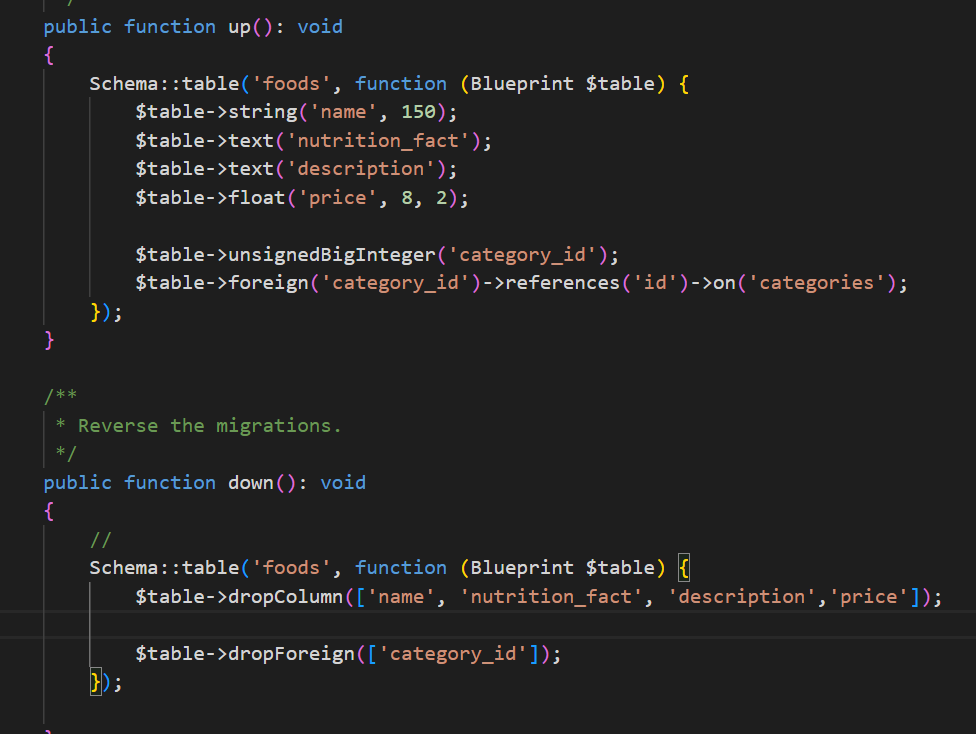 */
public function up(): void
{
    Schema::table('foods', function (Blueprint $table) {
        $table->string('name', 150);
        $table->text('nutrition_fact');
        $table->text('description');
        $table->float('price', 8, 2);

        $table->unsignedBigInteger('category_id');
        $table->foreign('category_id')->references('id')->on('categories');
    });
}

/**
 * Reverse the migrations.
 */
public function down(): void
{
    //
    Schema::table('foods', function (Blueprint $table) {
        $table->dropColumn(['name', 'nutrition_fact', 'description','price']);

        $table->dropForeign(['category_id']);
    });

}